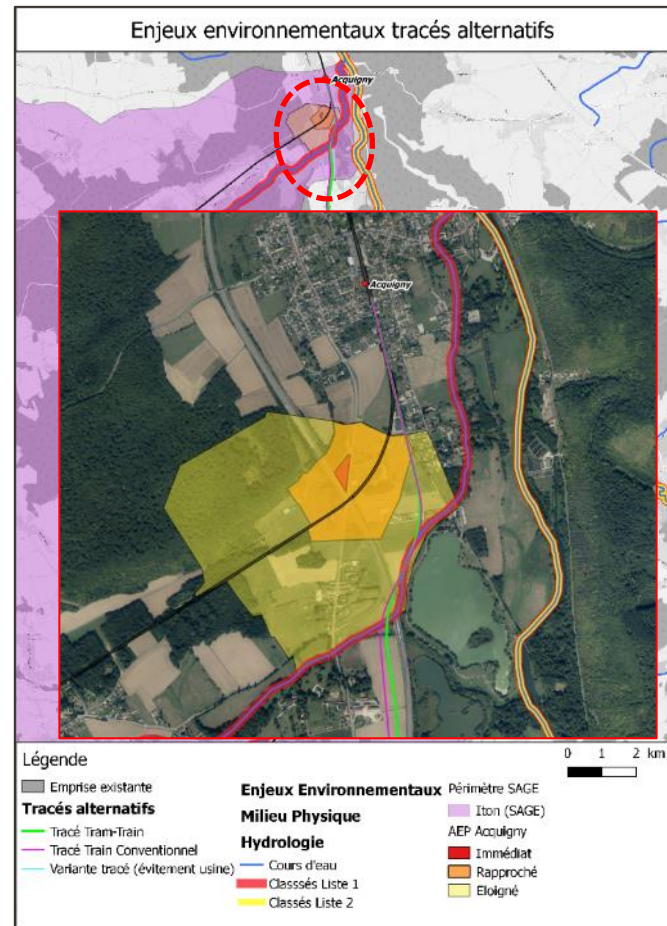 Enjeux environnementaux tracés alternatifs
Acquigny
Acquigny
Légende
Emprise existante
Tracés alternatifs
Tracé Tram-Train
Tracé Train Conventionnel
Variante tracé (évitement usine)
Enjeux Environnementaux
Milieu Physique
Hydrologie
Cours d'eau
Classsés Liste 1
Classés Liste 2
0 1 2 km
Périmètre SAGE
Iton (SAGE)
AEP Acquigny
Immédiat
Rapproché
Eloigné